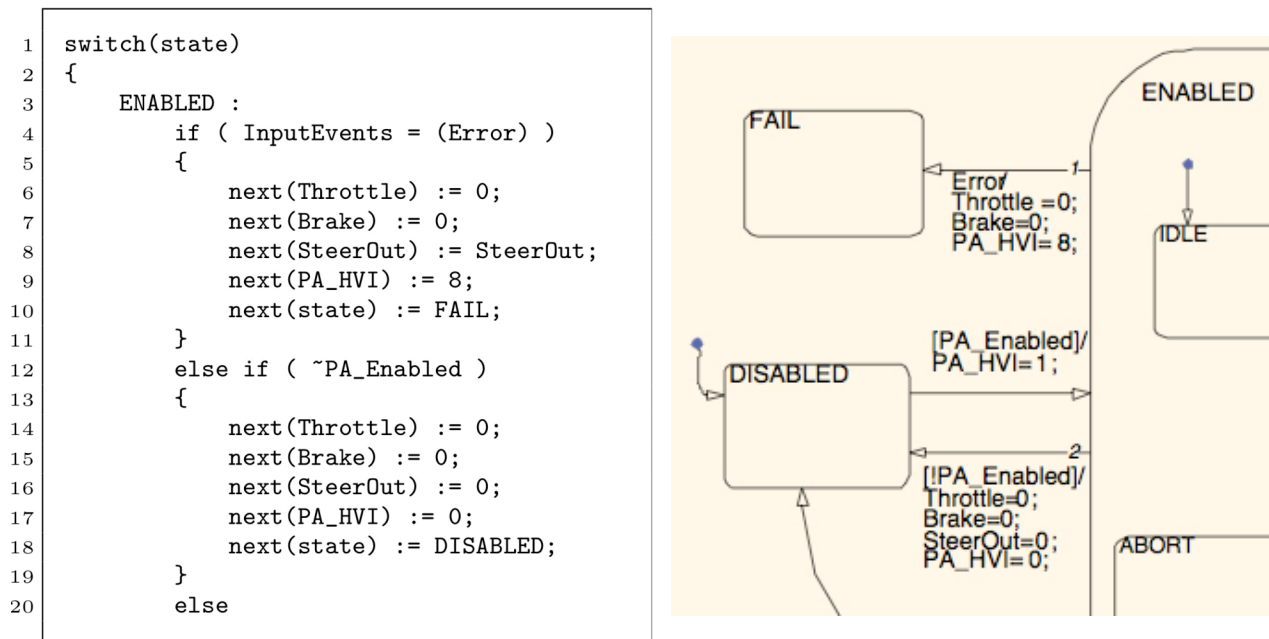 1 switch(state)
2 {
3 ENABLED :
4 if ( InputEvents = (Error) )
5 {
6 next(Throttle) := 0;
7 next(Brake) := 0;
8 next(SteerOut) := SteerOut;
9 next(PA_HVI) := 8;
10 next(state) := FAIL;
11 }
12 else if ( ~PA_Enabled )
13 {
14 next(Throttle) := 0;
15 next(Brake) := 0;
16 next(SteerOut) := 0;
17 next(PA_HVI) := 0;
18 next(state) := DISABLED;
19 }
20 else
ENABLED
FAIL
1
Error/
Throttle =0;
Brake=0;
PA_HVI= 8;
IDLE
[PA_Enabled]/
PA_HVI= 1;
DISABLED
2
[!PA_Enabled]/
Throttle=0;
Brake=0;
SteerOut=0;
PA_HVI= 0;
ABORT